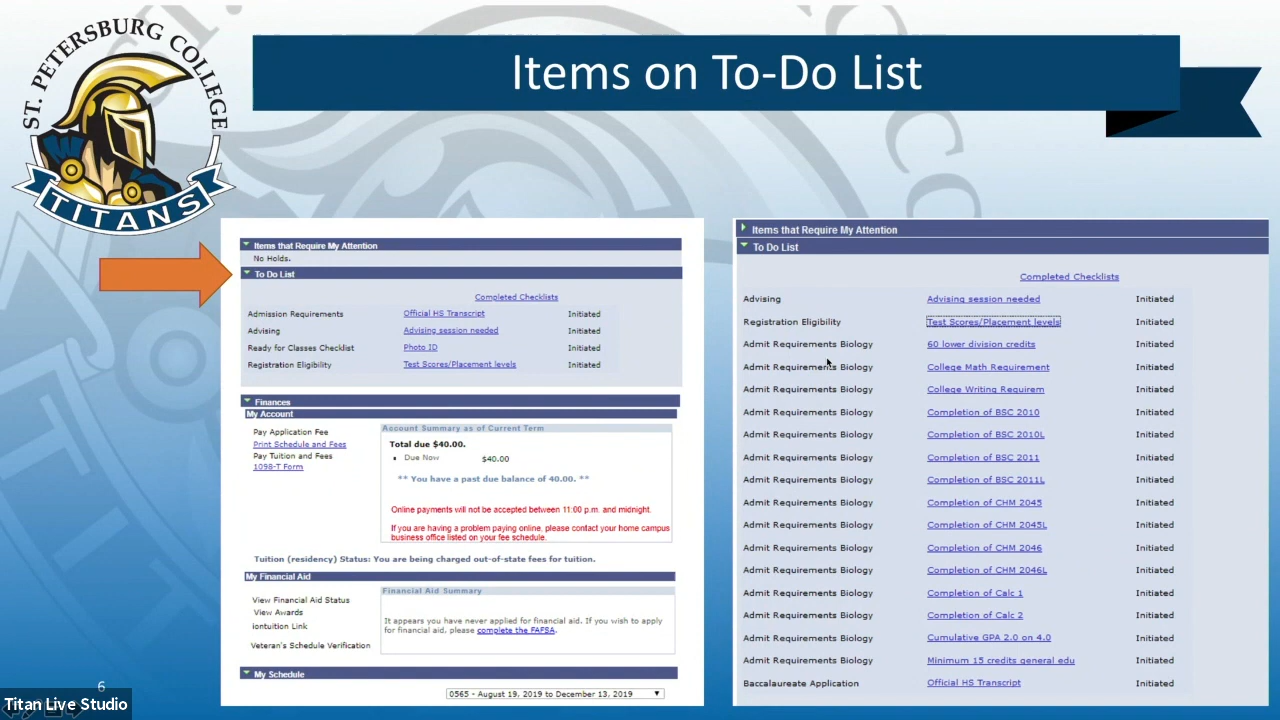 ST. PETERSBURG COLLEGE
TITANS
Items on To-Do List
Items that Require My Attention
No Holds.
To Do List
Completed Checklists
Admission Requirements Official HS Transcript Initiated
Advising Advising session needed Initiated
Ready for Classes Checklist Photo ID Initiated
Registration Eligibility Test Scores/Placement levels Initiated
Finances
My Account
Pay Application Fee
Print Schedule and Fees
Pay Tuition and Fees
1098-T Form
Account Summary as of Current Term
Total due $40.00.
▪ Due Now $40.00
** You have a past due balance of 40.00. **
Online payments will not be accepted between 11:00 p.m. and midnight.
If you are having a problem paying online, please contact your home campus
business office listed on your fee schedule.
Tuition (residency) Status: You are being charged out-of-state fees for tuition.
My Financial Aid
View Financial Aid Status
View Awards
iontuition Link
Veteran's Schedule Verification
Financial Aid Summary
It appears you have never applied for financial aid. If you wish to apply
for financial aid, please complete the FAFSA.
My Schedule
0565 - August 19, 2019 to December 13, 2019
Items that Require My Attention
To Do List
Completed Checklists
Advising Advising session needed Initiated
Registration Eligibility Test Scores/Placement levels Initiated
Admit Requirements Biology 60 lower division credits Initiated
Admit Requirements Biology College Math Requirement Initiated
Admit Requirements Biology College Writing Requirem Initiated
Admit Requirements Biology Completion of BSC 2010 Initiated
Admit Requirements Biology Completion of BSC 2010L Initiated
Admit Requirements Biology Completion of BSC 2011 Initiated
Admit Requirements Biology Completion of BSC 2011L Initiated
Admit Requirements Biology Completion of CHM 2045 Initiated
Admit Requirements Biology Completion of CHM 2045L Initiated
Admit Requirements Biology Completion of CHM 2046 Initiated
Admit Requirements Biology Completion of CHM 2046L Initiated
Admit Requirements Biology Completion of Calc 1 Initiated
Admit Requirements Biology Completion of Calc 2 Initiated
Admit Requirements Biology Cumulative GPA 2.0 on 4.0 Initiated
Admit Requirements Biology Minimum 15 credits general edu Initiated
Baccalaureate Application Official HS Transcript Initiated
6
Titan Live Studio